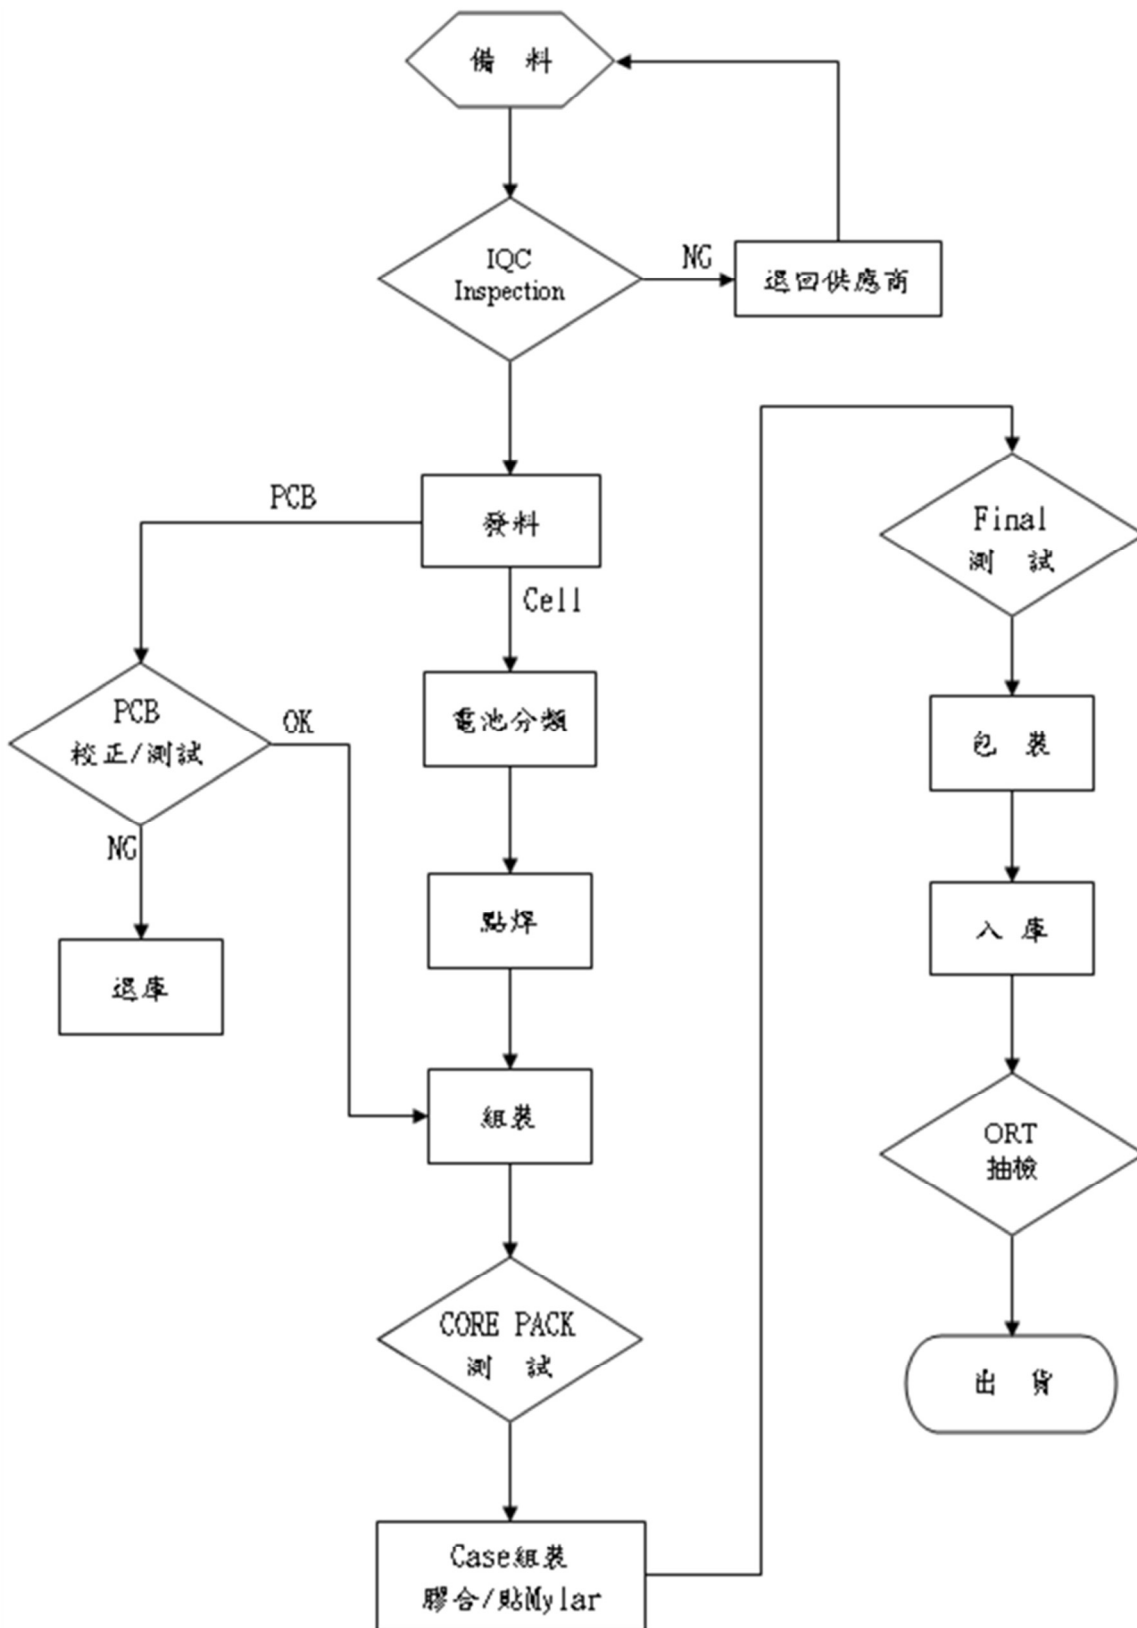 備 料
IQC
Inspection
NG
退回供應商
發料
PCB
Cell
PCB
校正/測試
OK
NG
退庫
電池分類
點焊
組裝
CORE PACK
測 試
Case組裝
膠合/貼Mylar
Final
測 試
包 裝
入 庫
ORT
抽檢
出 貨